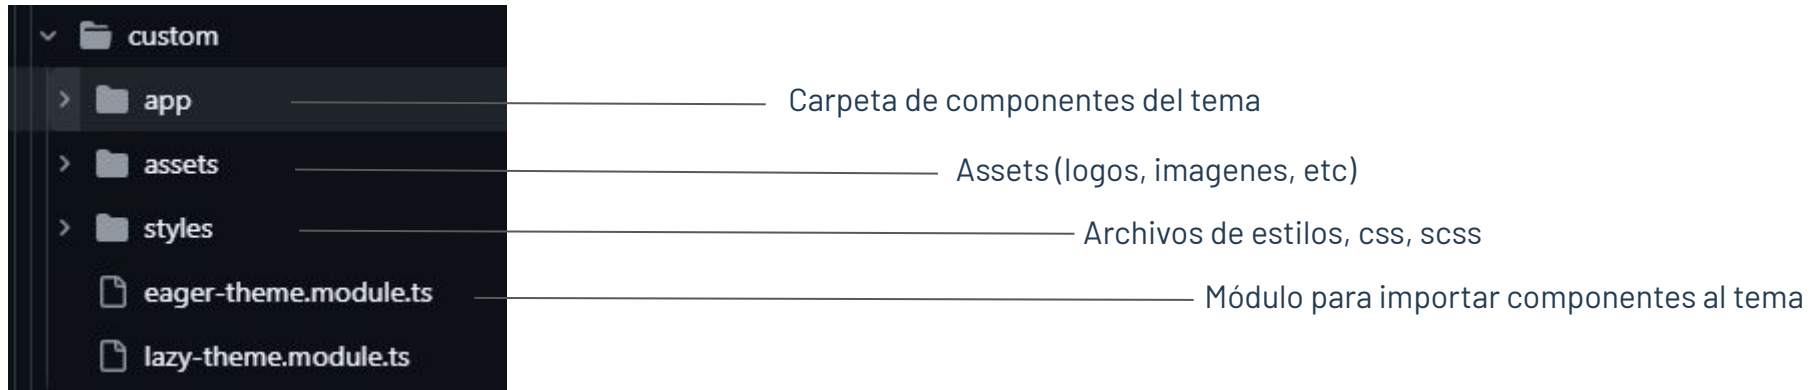 custom
app
Carpeta de componentes del tema
assets
Assets (logos, imagenes, etc)
styles
Archivos de estilos, css, scss
eager-theme.module.ts
Módulo para importar componentes al tema
lazy-theme.module.ts